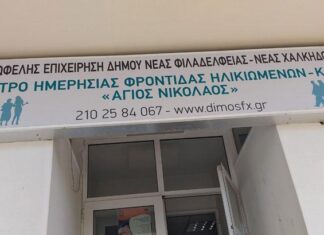 ΩΦΕΛΗΣ ΕΠΙΧΕΙΡΗΣΗ ΔΗΜΟΥ ΝΕΑΣ ΦΙΛΑΔΕΛΦΕΙΑΣ - ΝΕΑΣ ΧΑΛΚΗΔΟ
ΤΡΟ ΗΜΕΡΗΣΙΑΣ ΦΡΟΝΤΙΔΑΣ ΗΛΙΚΙΩΜΕΝΩΝ - Κ
«ΑΓΙΟΣ ΝΙΚΟΛΑΟΣ»
210 25 84 067 - www.dimosfx.gr